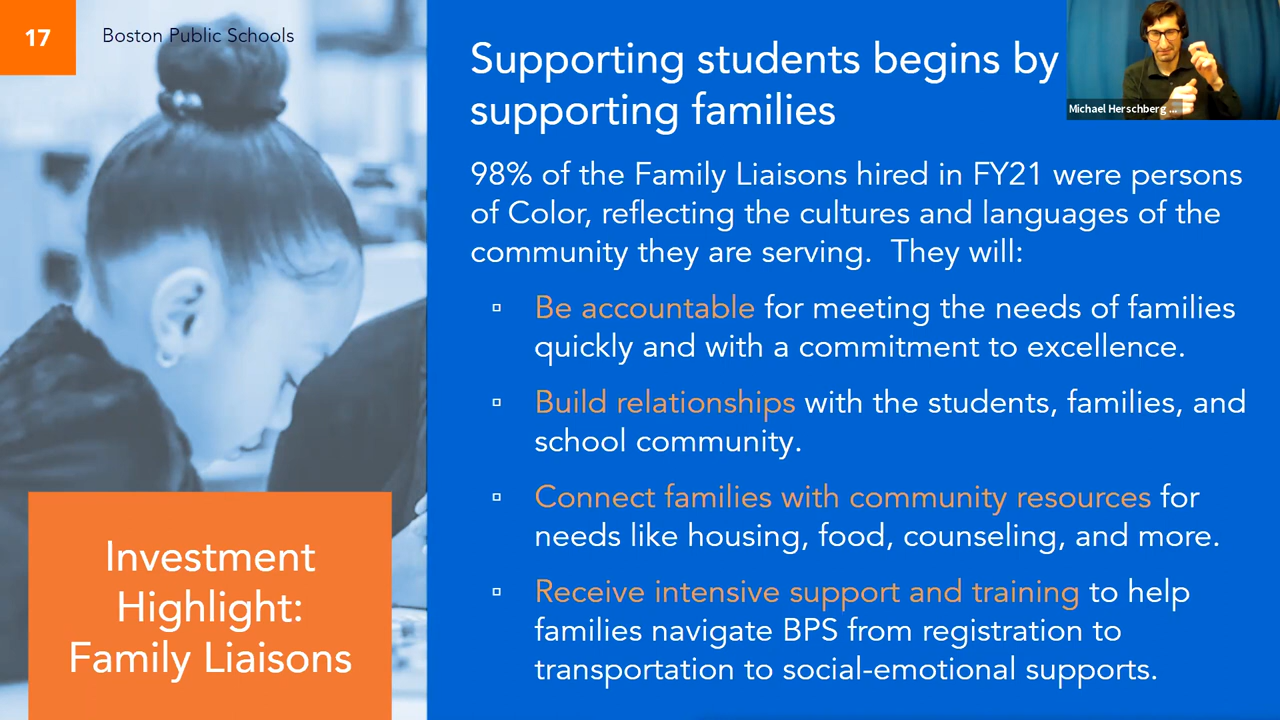 17
Boston Public Schools
Supporting students begins by
supporting families
Michael Herschberg ...
98% of the Family Liaisons hired in FY21 were persons
of Color, reflecting the cultures and languages of the
community they are serving.  They will:
Be accountable for meeting the needs of families
quickly and with a commitment to excellence.
Build relationships with the students, families, and
school community.
Connect families with community resources for
needs like housing, food, counseling, and more.
Receive intensive support and training to help
families navigate BPS from registration to
transportation to social-emotional supports.
Investment
Highlight:
Family Liaisons